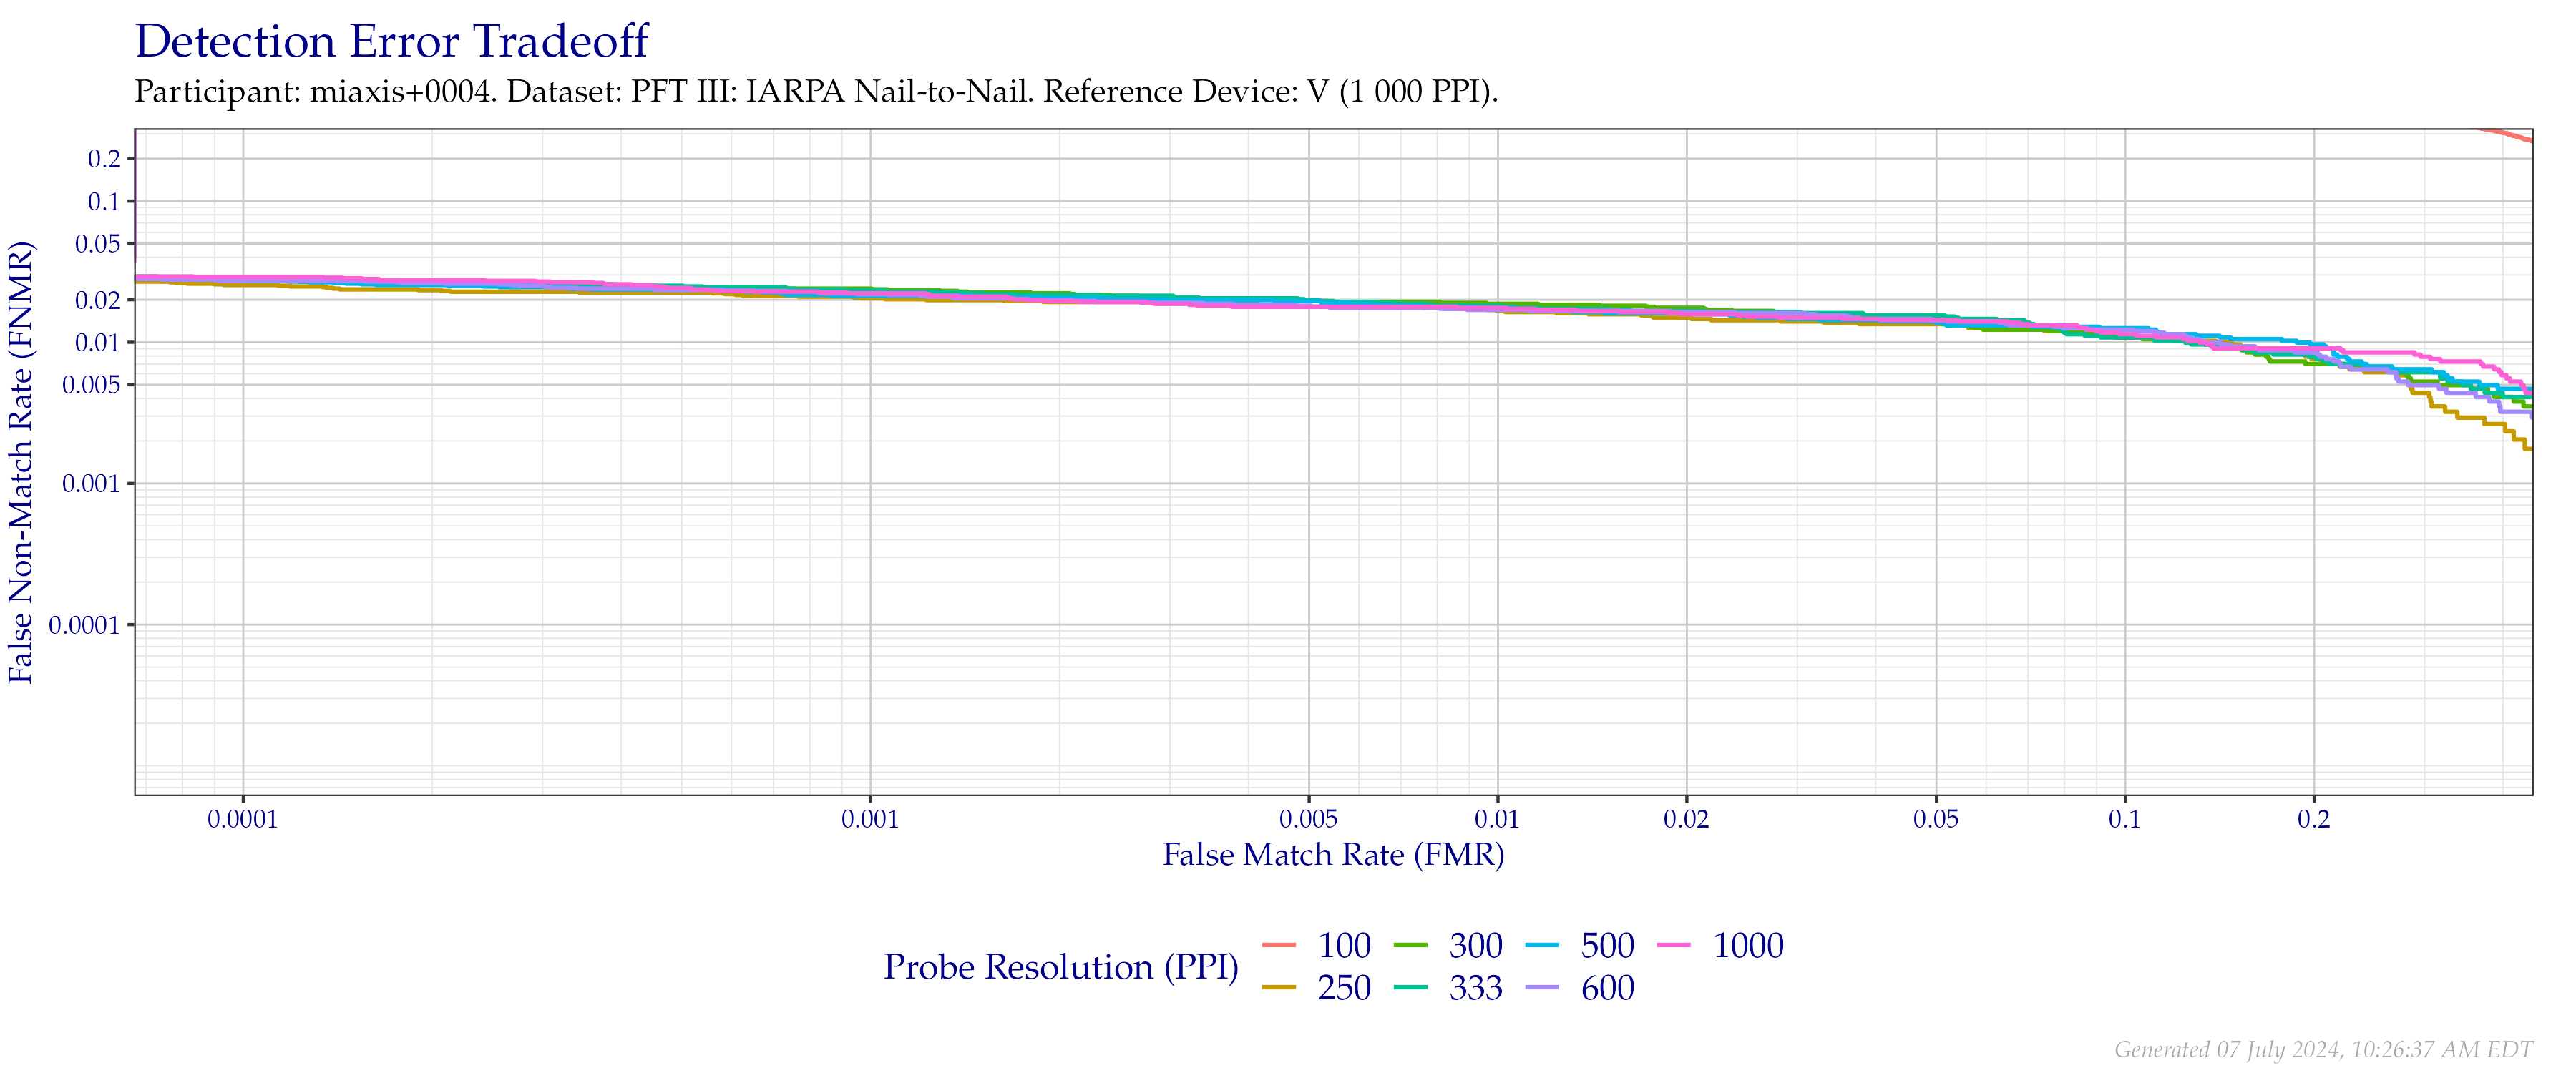 Detection Error Tradeoff
Participant: miaxis+0004. Dataset: PFT III: IARPA Nail-to-Nail. Reference Device: V (1 000 PPI).
False Non-Match Rate (FNMR)
0.2
0.1
0.05
0.02
0.01
0.005
0.001
0.0001
0.0001 0.001 0.005 0.01 0.02 0.05 0.1 0.2
False Match Rate (FMR)
Probe Resolution (PPI)
100 300 500 1000
250 333 600
Generated 07 July 2024, 10:26:37 AM EDT